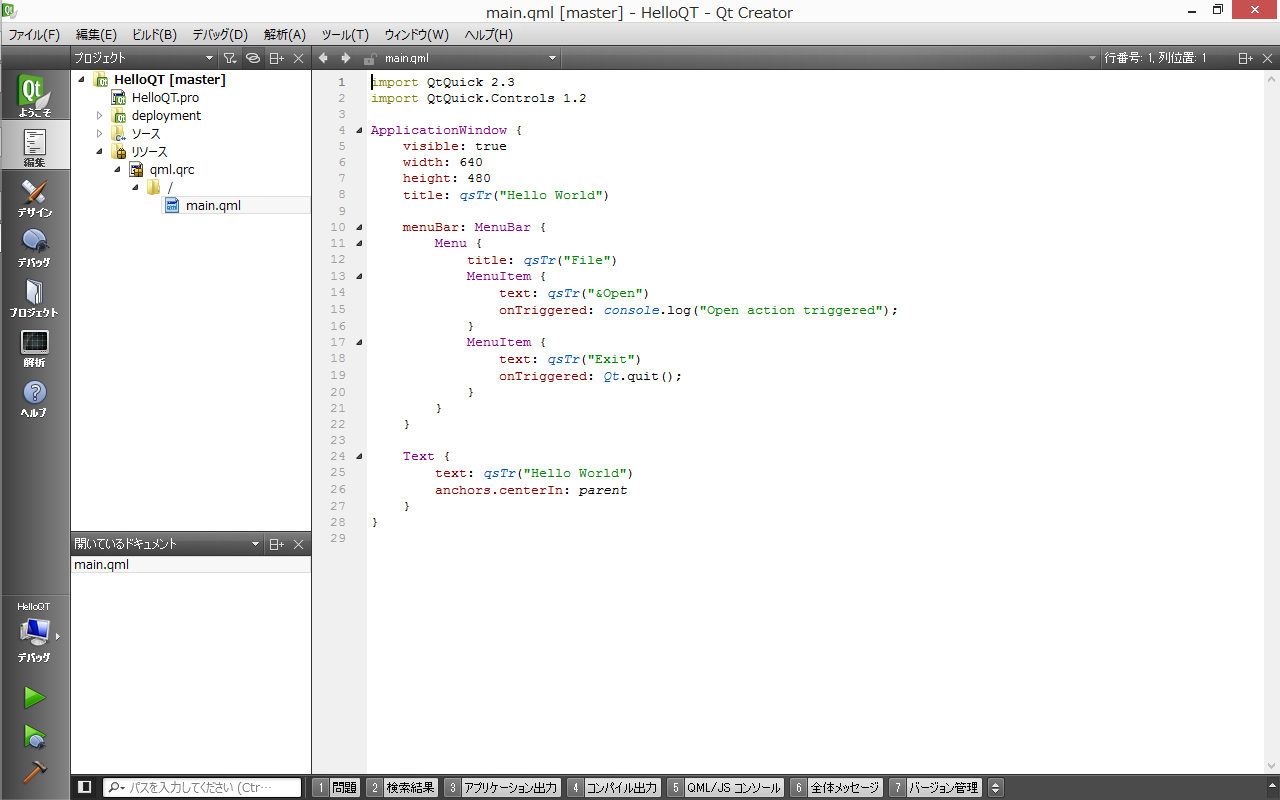 main.qml [master] - HelloQT - Qt Creator
ファイル(F) 編集(E) ビルド(B) デバッグ(D) 解析(A) ツール(T) ウィンドウ(W) ヘルプ(H)
プロジェクト
main.qml
行番号: 1, 列位置: 1
Qt
ようこそ
編集
デザイン
デバッグ
プロジェクト
解析
ヘルプ
HelloQT
デバッグ
HelloQT [master]
HelloQT.pro
deployment
ソース
リソース
qml.qrc
/
main.qml
開いているドキュメント
main.qml
1 import QtQuick 2.3
2 import QtQuick.Controls 1.2
3
4 ApplicationWindow {
5 visible: true
6 width: 640
7 height: 480
8 title: qsTr("Hello World")
9
10 menuBar: MenuBar {
11 Menu {
12 title: qsTr("File")
13 MenuItem {
14 text: qsTr("&Open")
15 onTriggered: console.log("Open action triggered");
16 }
17 MenuItem {
18 text: qsTr("Exit")
19 onTriggered: Qt.quit();
20 }
21 }
22 }
23
24 Text {
25 text: qsTr("Hello World")
26 anchors.centerIn: parent
27 }
28 }
29
パスを入力してください (Ctr…
1 問題 2 検索結果 3 アプリケーション出力 4 コンパイル出力 5 QML/JS コンソール 6 全体メッセージ 7 バージョン管理